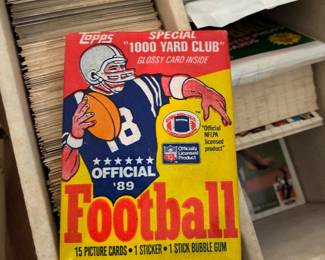 TOPPS
SPECIAL
"1000 YARD CLUB"
GLOSSY CARD INSIDE
18
"Official
NFLPA
licensed
product"
NFL
Officially
Licensed
Product
OFFICIAL
'89
Football
15 PICTURE CARDS • 1 STICKER • 1 STICK BUBBLE GUM